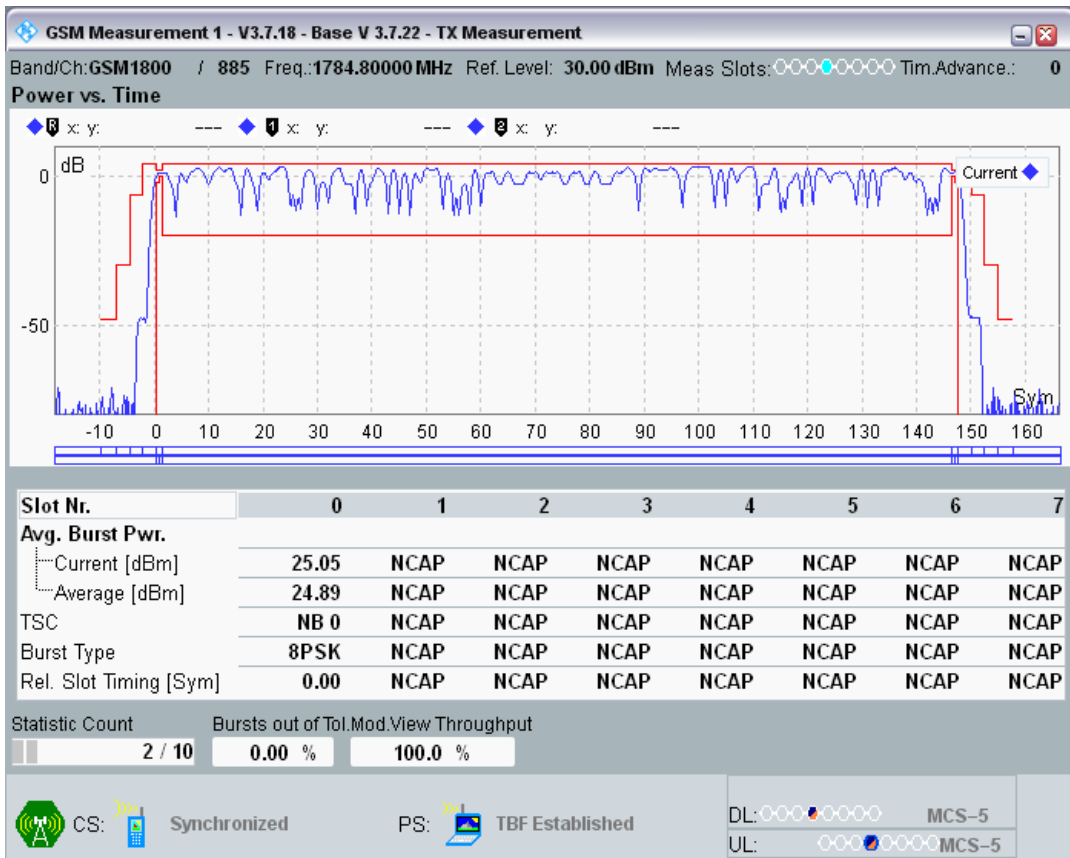 GSM Measurement 1 - V3.7.18 - Base V 3.7.22 - TX Measurement
Band/Ch:GSM1800 / 885 Freq.:1784.80000 MHz Ref. Level: 30.00 dBm Meas Slots: Tim.Advance.: 0
Power vs. Time
R x: y: --- 1 x: y: --- 2 x: y: ---
dB
Current
0
-50
Sym
-10 0 10 20 30 40 50 60 70 80 90 100 110 120 130 140 150 160
Slot Nr. 0 1 2 3 4 5 6 7
Avg. Burst Pwr.
Current [dBm] 25.05 NCAP NCAP NCAP NCAP NCAP NCAP NCAP
Average [dBm] 24.89 NCAP NCAP NCAP NCAP NCAP NCAP NCAP
TSC NB 0 NCAP NCAP NCAP NCAP NCAP NCAP NCAP
Burst Type 8PSK NCAP NCAP NCAP NCAP NCAP NCAP NCAP
Rel. Slot Timing [Sym] 0.00 NCAP NCAP NCAP NCAP NCAP NCAP NCAP
Statistic Count Bursts out of Tol.Mod.View Throughput
2 / 10 0.00 % 100.0 %
CS: Synchronized PS: TBF Established
DL: MCS-5
UL: MCS-5